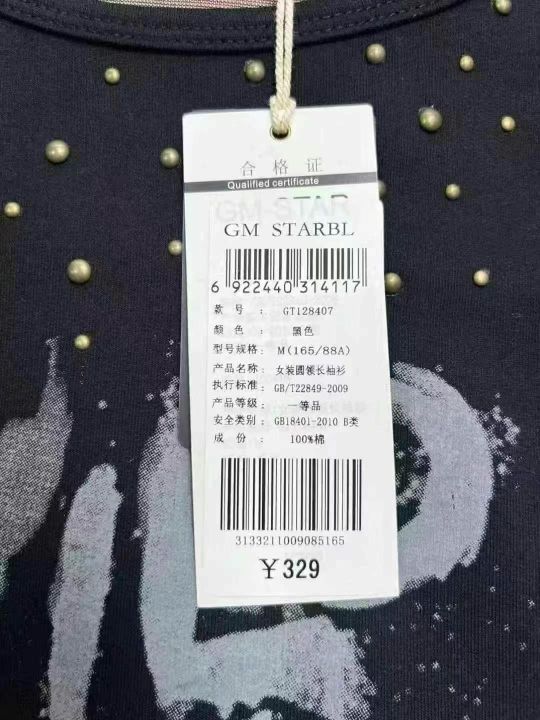 合格证
Qualified certificate
GM-STAR
GM STARBL
6 922440 314117
款号: GT128407
颜色: 黑色
型号规格: M(165/88A)
产品名称: 女装圆领长袖衫
执行标准: GB/T22849-2009
产品等级: 一等品
安全类别: GB18401-2010 B类
成份: 100%棉
3133211009085165
¥329